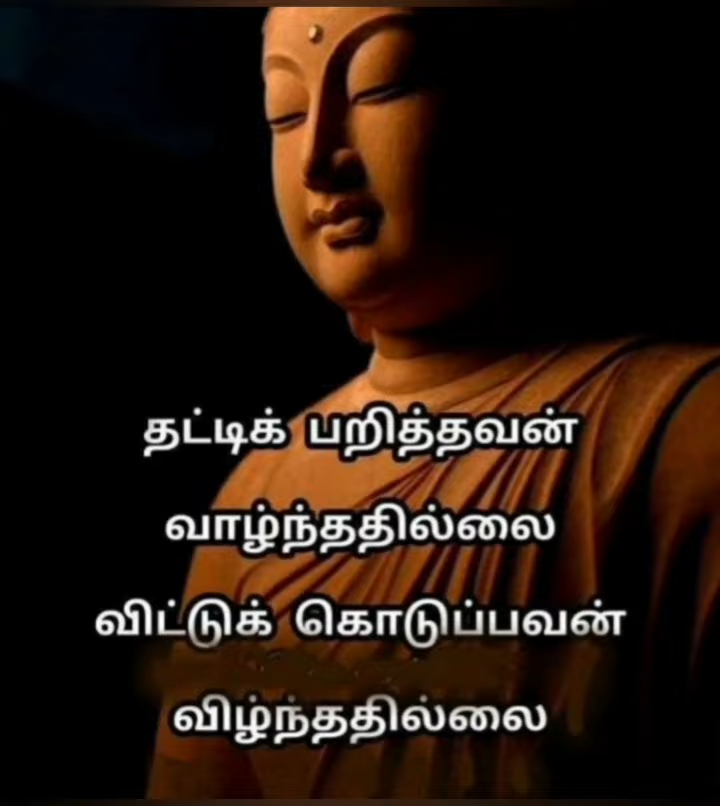 தட்டிக் பறித்தவன்
வாழ்ந்ததில்லை
விட்டுக் கொடுப்பவன்
விழ்ந்ததில்லை